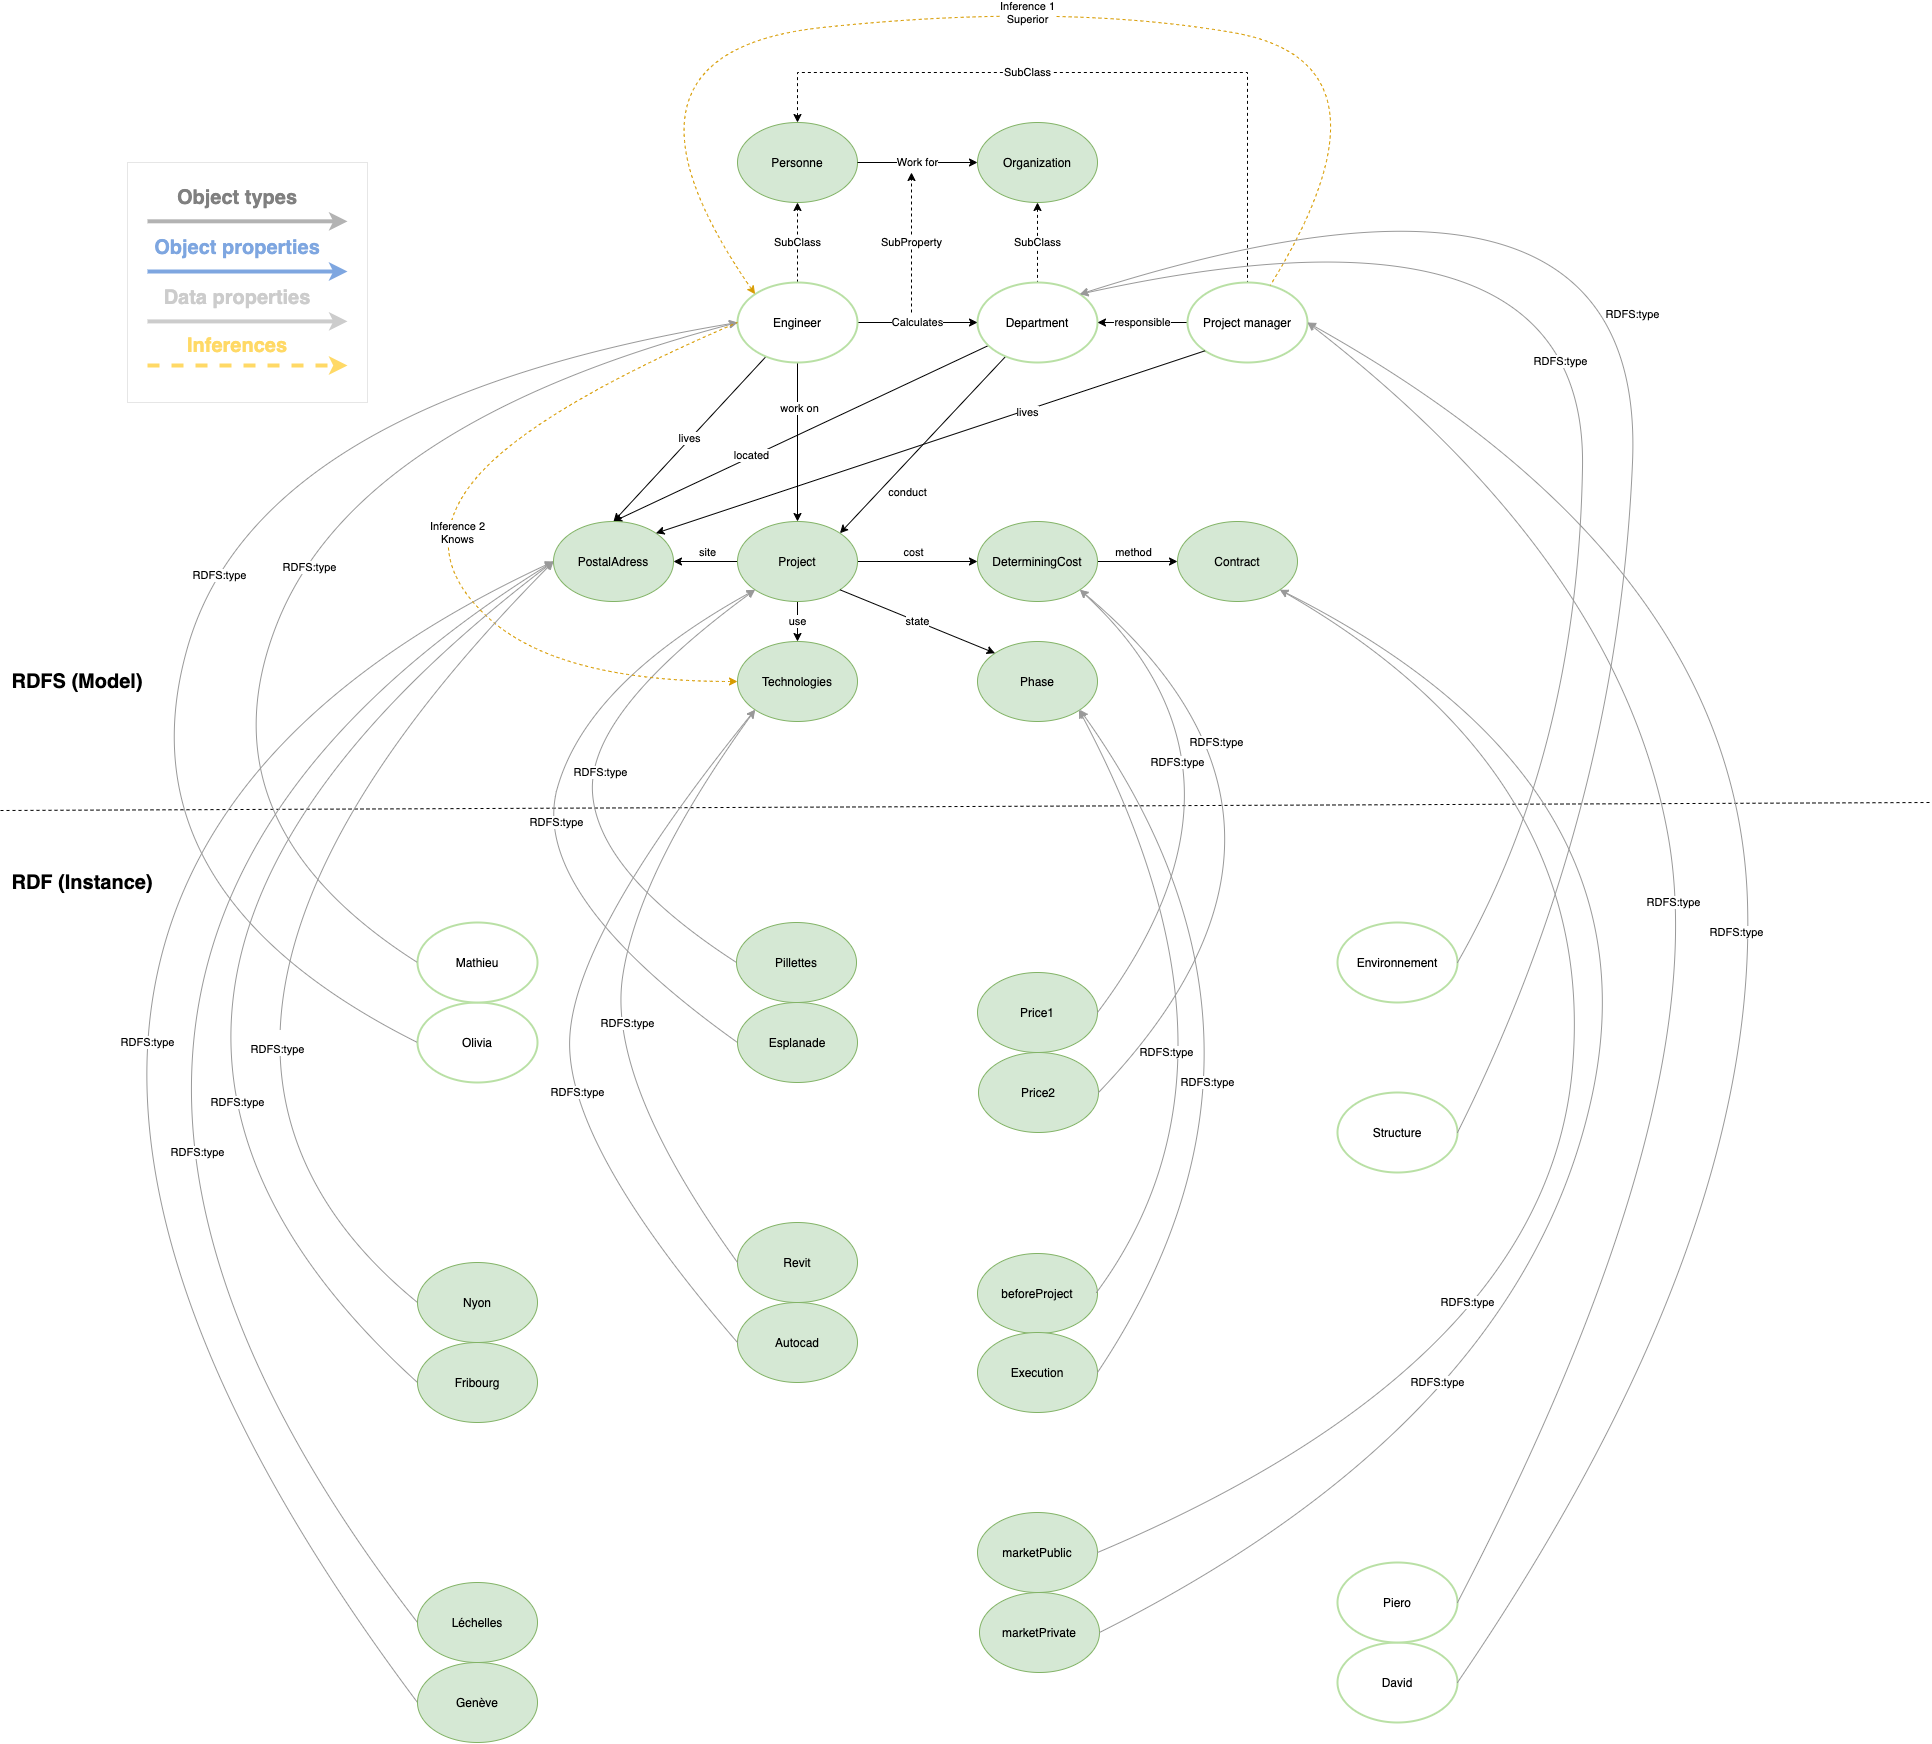 Inference 1
Superior
SubClass
Personne
Work for
Organization
Object types
Object properties
Data properties
Inferences
SubClass
SubProperty
SubClass
RDFS:type
Engineer
Calculates
Department
responsible
Project manager
RDFS:type
work on
lives
lives
located
conduct
Inference 2
Knows
RDFS:type
RDFS:type
PostalAdress
site
Project
cost
DeterminingCost
method
Contract
use
state
RDFS (Model)
Technologies
Phase
RDFS:type
RDFS:type
RDFS:type
RDFS:type
RDF (Instance)
RDFS:type
RDFS:type
Mathieu
Pillettes
Environnement
Price1
RDFS:type
RDFS:type
RDFS:type
Olivia
Esplanade
RDFS:type
RDFS:type
RDFS:type
RDFS:type
Price2
RDFS:type
Structure
Revit
Nyon
beforeProject
RDFS:type
Autocad
Fribourg
Execution
RDFS:type
marketPublic
Piero
Léchelles
marketPrivate
David
Genève